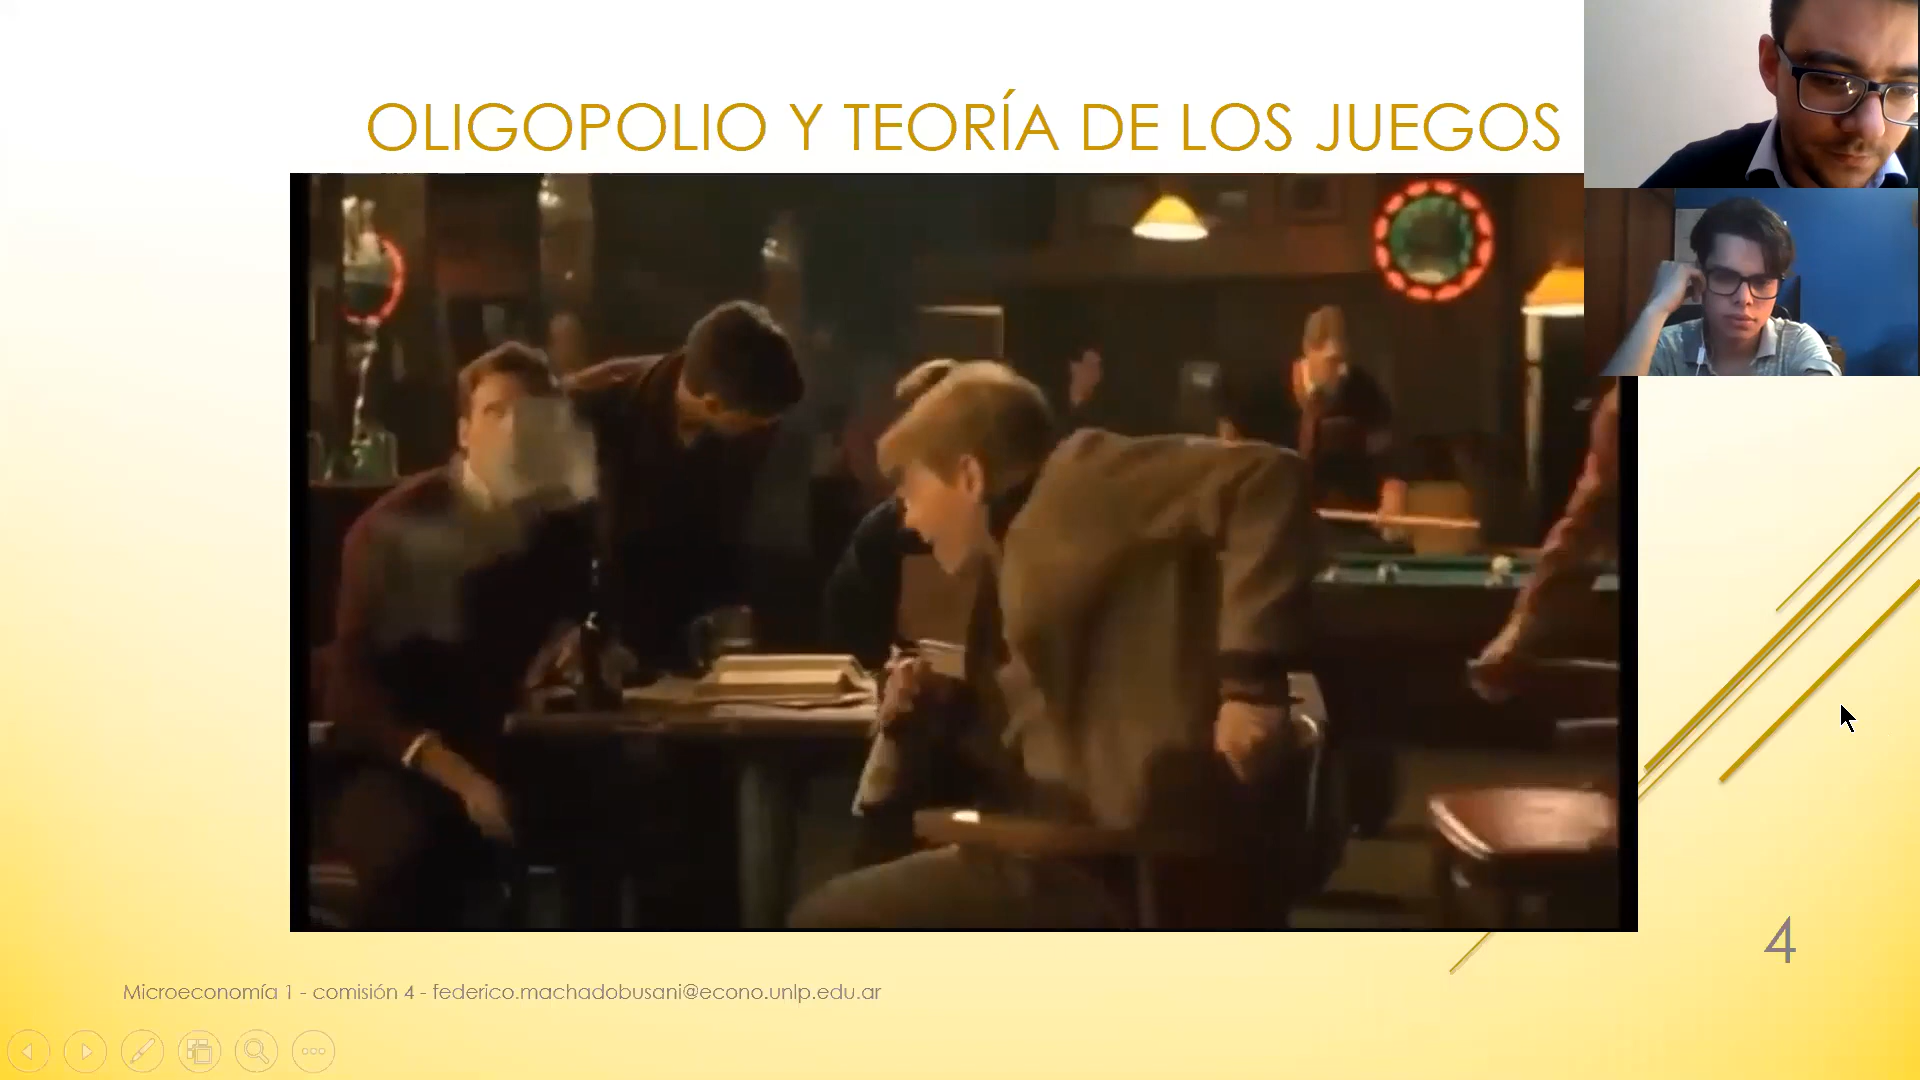 OLIGOPOLIO Y TEORÍA DE LOS JUEGOS
4
Microeconomía 1 - comisión 4 - federico.machadobusani@econo.unlp.edu.ar